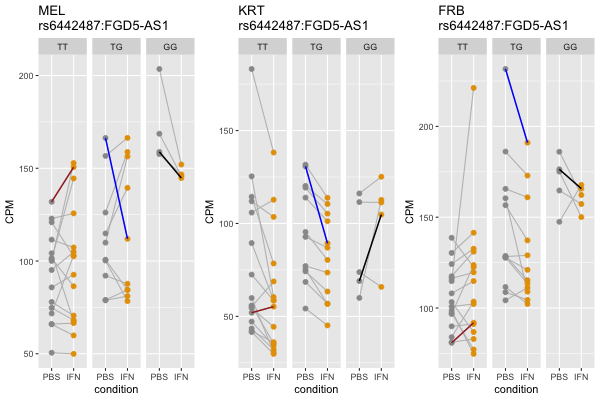 MEL
rs6442487:FGD5-AS1
TT TG GG
CPM
200
150
100
50
PBS IFN PBS IFN PBS IFN
condition
KRT
rs6442487:FGD5-AS1
TT TG GG
CPM
150
100
50
PBS IFN PBS IFN PBS IFN
condition
FRB
rs6442487:FGD5-AS1
TT TG GG
CPM
200
150
100
PBS IFN PBS IFN PBS IFN
condition